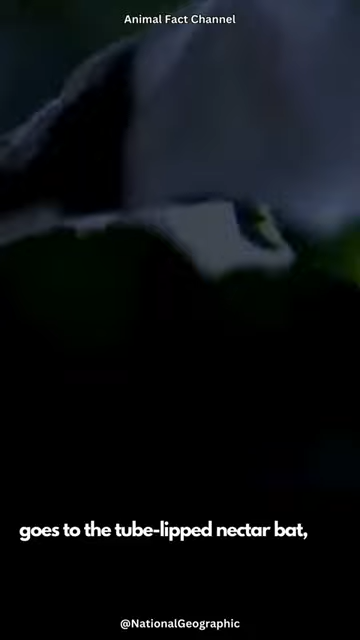 Animal Fact Channel
goes to the tube-lipped nectar bat,
@NationalGeographic